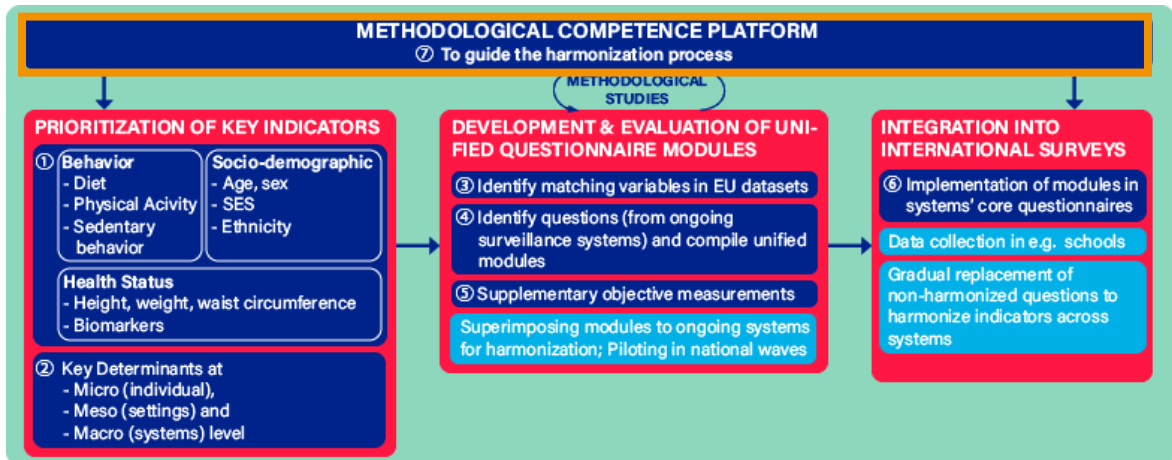 METHODOLOGICAL COMPETENCE PLATFORM
⑦ To guide the harmonization process
METHODOLOGICAL
STUDIES
PRIORITIZATION OF KEY INDICATORS
① Behavior
- Diet
- Physical Acivity
- Sedentary
behavior
Socio-demographic
- Age, sex
- SES
- Ethnicity
Health Status
- Height, weight, waist circumference
- Biomarkers
② Key Determinants at
- Micro (individual),
- Meso (settings) and
- Macro (systems) level
DEVELOPMENT & EVALUATION OF UNI-
FIED QUESTIONNAIRE MODULES
③ Identify matching variables in EU datasets
④ Identify questions (from ongoing
surveillance systems) and compile unified
modules
⑤ Supplementary objective measurements
Superimposing modules to ongoing systems
for harmonization; Piloting in national waves
INTEGRATION INTO
INTERNATIONAL SURVEYS
⑥ Implementation of modules in
systems' core questionnaires
Data collection in e.g. schools
Gradual replacement of
non-harmonized questions to
harmonize indicators across
systems